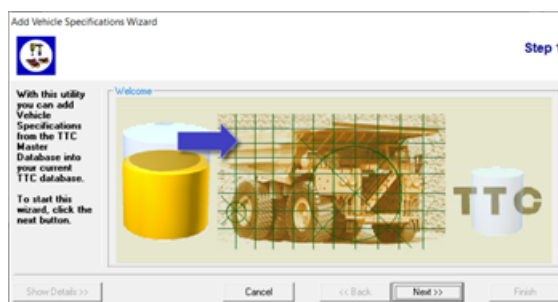 Add Vehicle Specifications Wizard
Step 1
With this utility
you can add
Vehicle
Specifications
from the TTC
Master
Database into
your current
TTC database.
To start this
wizard, click the
next button.
Welcome
TTC
Show Details >>
Cancel
<< Back
Next >>
Finish